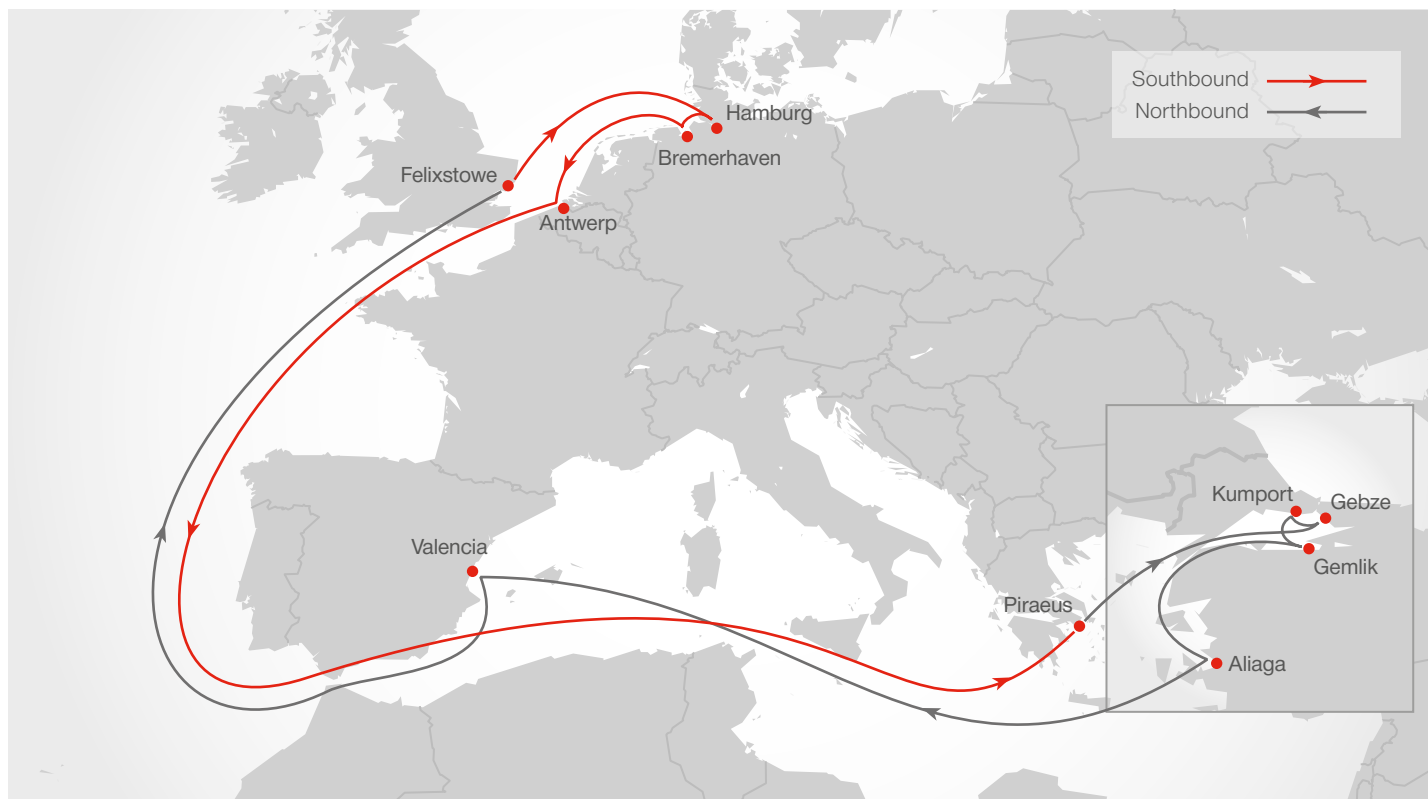 Southbound
Northbound
Hamburg
Bremerhaven
Felixstowe
Antwerp
Kumport
Gebze
Valencia
Gemlik
Piraeus
Aliaga